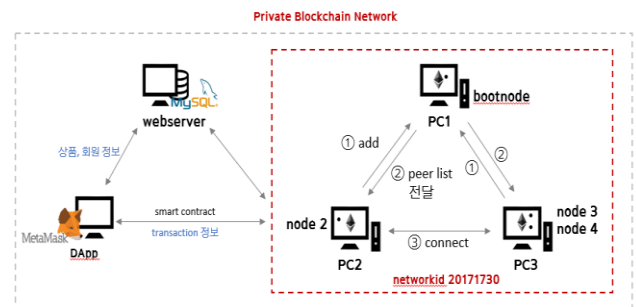 Private Blockchain Network
MySQL
webserver
bootnode
PC1
① add
②
상품, 회원 정보
② peer list
전달
①
smart contract
transaction 정보
MetaMask
DApp
node 2
PC2
③ connect
node 3
node 4
PC3
networkid 20171730